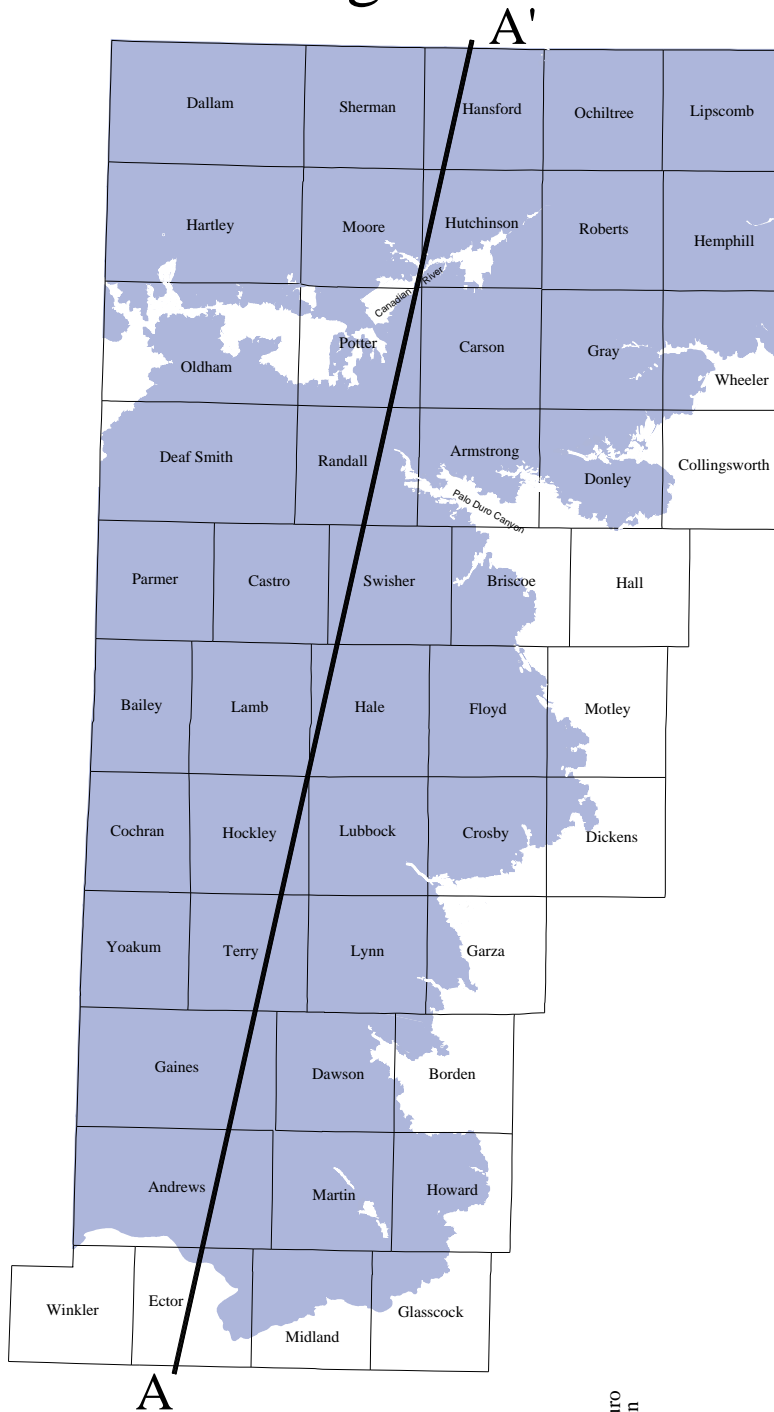 g
A'
Dallam
Sherman
Hansford
Ochiltree
Lipscomb
Hartley
Moore
Hutchinson
Roberts
Hemphill
Canadian River
Oldham
Potter
Carson
Gray
Wheeler
Deaf Smith
Randall
Armstrong
Donley
Collingsworth
Palo Duro Canyon
Parmer
Castro
Swisher
Briscoe
Hall
Bailey
Lamb
Hale
Floyd
Motley
Cochran
Hockley
Lubbock
Crosby
Dickens
Yoakum
Terry
Lynn
Garza
Gaines
Dawson
Borden
Andrews
Martin
Howard
Winkler
Ector
Midland
Glasscock
A
uro
n